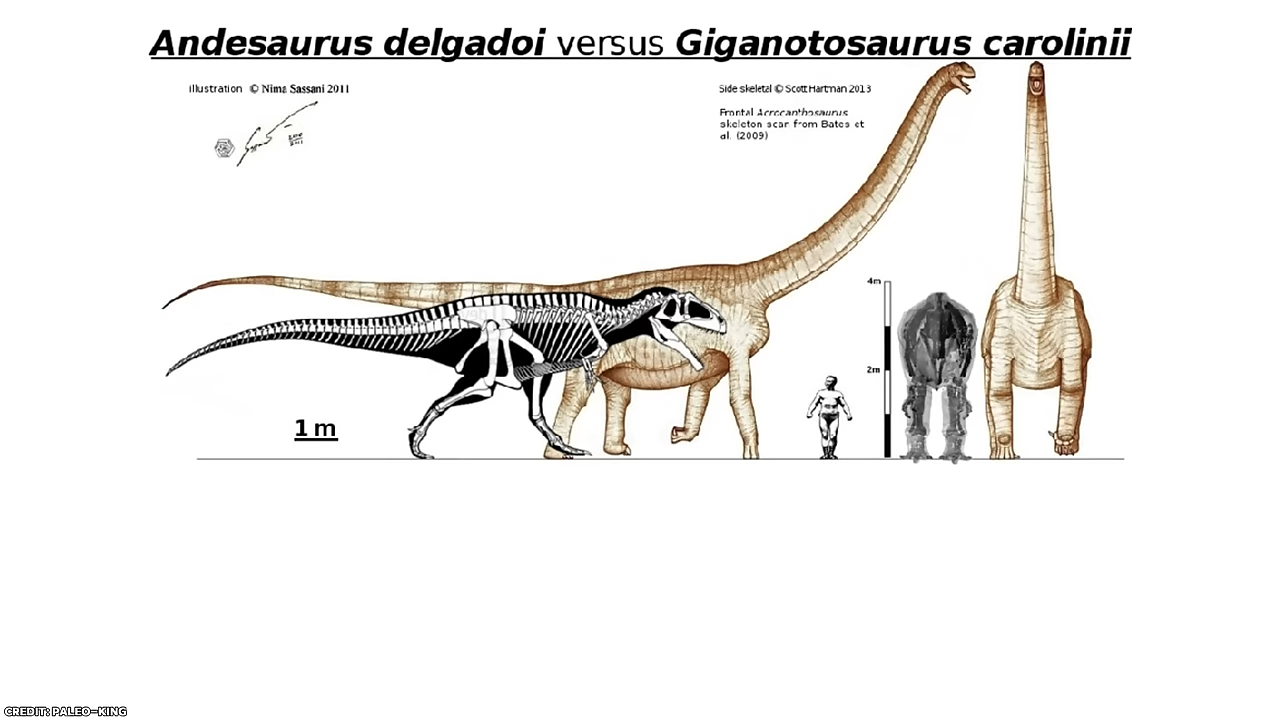 Andesaurus delgadoi versus Giganotosaurus carolinii
illustration © Nima Sassani 2011
Side skeletal © Scott Hartman 2013
Frontal Acrocanthosaurus
skeleton scan from Bates et
al. (2009)
4m
2m
1 m
CREDIT: PALEO-KING